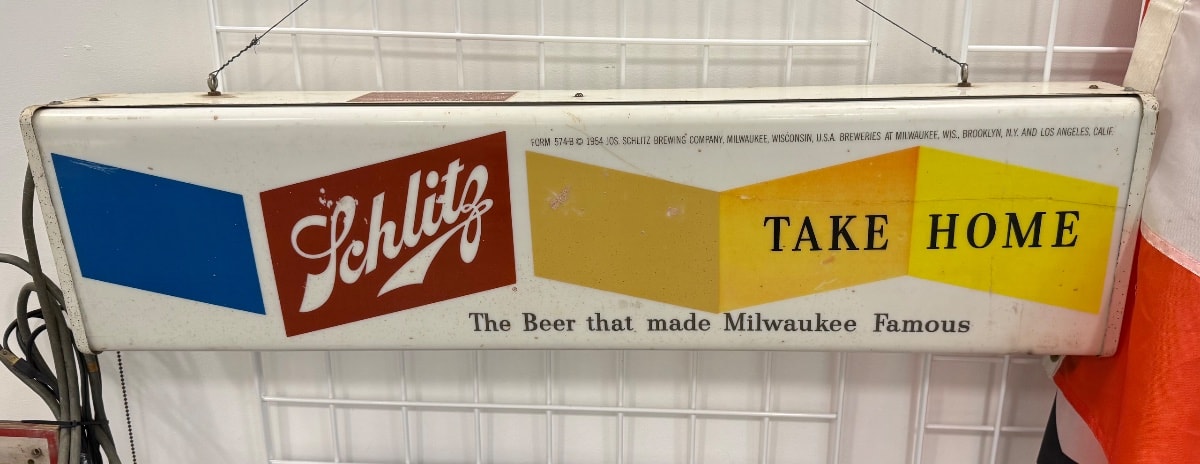 FORM 574-B © 1954 JOS. SCHLITZ BREWING COMPANY, MILWAUKEE, WISCONSIN, U.S.A. BREWERIES AT MILWAUKEE, WIS., BROOKLYN, N.Y. AND LOS ANGELES, CALIF.
Schlitz ®
TAKE HOME
The Beer that made Milwaukee Famous